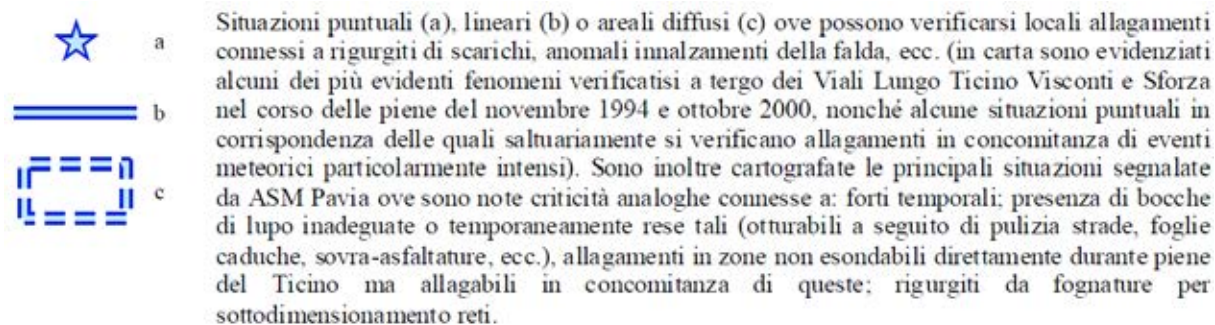 a
b
c
Situazioni puntuali (a), lineari (b) o areali diffusi (c) ove possono verificarsi locali allagamenti
connessi a rigurgiti di scarichi, anomali innalzamenti della falda, ecc. (in carta sono evidenziati
alcuni dei più evidenti fenomeni verificatisi a tergo dei Viali Lungo Ticino Visconti e Sforza
nel corso delle piene del novembre 1994 e ottobre 2000, nonché alcune situazioni puntuali in
corrispondenza delle quali saltuariamente si verificano allagamenti in concomitanza di eventi
meteorici particolarmente intensi). Sono inoltre cartografate le principali situazioni segnalate
da ASM Pavia ove sono note criticità analoghe connesse a: forti temporali; presenza di bocche
di lupo inadeguate o temporaneamente rese tali (otturabili a seguito di pulizia strade, foglie
caduche, sovra-asfaltature, ecc.), allagamenti in zone non esondabili direttamente durante piene
del Ticino ma allagabili in concomitanza di queste; rigurgiti da fognature per
sottodimensionamento reti.